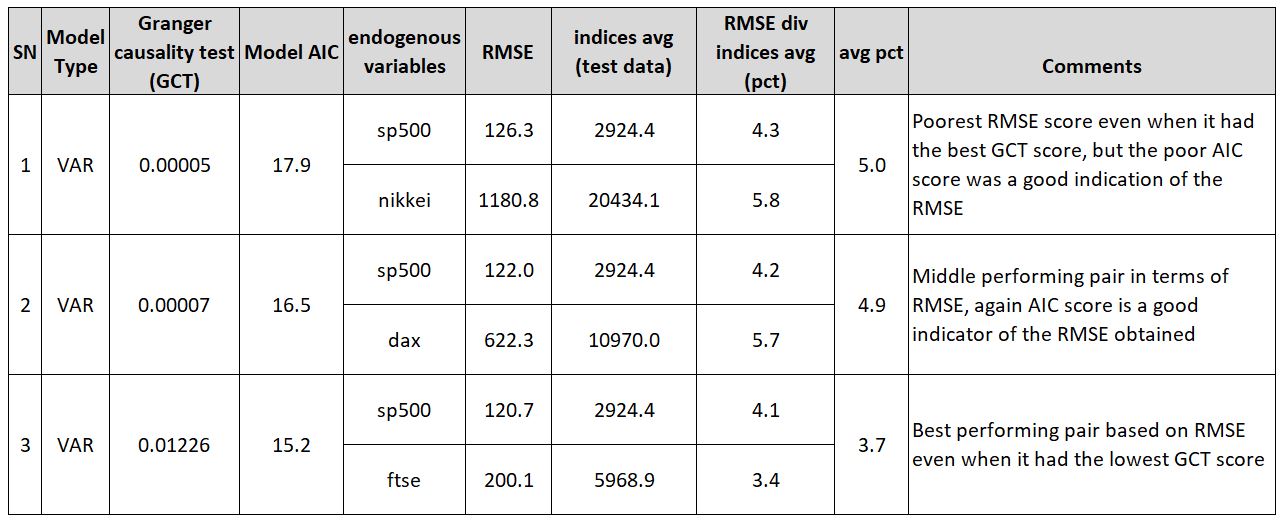 SN Model Type Granger causality test (GCT) Model AIC endogenous variables RMSE indices avg (test data) RMSE div indices avg (pct) avg pct Comments
1 VAR 0.00005 17.9 sp500 126.3 2924.4 4.3 5.0 Poorest RMSE score even when it had
the best GCT score, but the poor AIC
score was a good indication of the
RMSE
nikkei 1180.8 20434.1 5.8
2 VAR 0.00007 16.5 sp500 122.0 2924.4 4.2 4.9 Middle performing pair in terms of
RMSE, again AIC score is a good
indicator of the RMSE obtained
dax 622.3 10970.0 5.7
3 VAR 0.01226 15.2 sp500 120.7 2924.4 4.1 3.7 Best performing pair based on RMSE
even when it had the lowest GCT score
ftse 200.1 5968.9 3.4